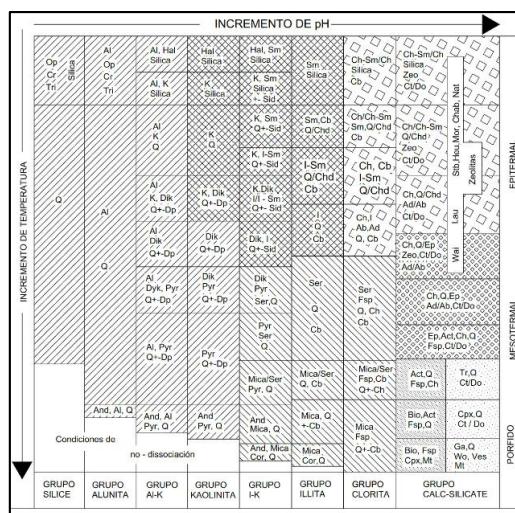 INCREMENTO DE pH
INCREMENTO DE TEMPERATURA
Op
Cr
Tri
Silica
Q
Al
Op
Cr
Tri
Al
Q
And, Al, Q
Condiciones de
no - disociación
Al, Hal
Silica
Al, K
Silica
Al
K
Q
Al
K, Dik
Q+-Dp
Al
Dik
Q+-Dp
Al
Dyk, Pyr
Q+-Dp
Al, Pyr
Q+-Dp
And, Al
Pyr, Q
Hal
Silica
K
Silica
K
Q
K, Dik
Q+-Dp
Dik
Q+-Dp
Dik
Pyr
Q+-Dp
Pyr
Q+-Dp
And
Pyr, Q
Hal, Sm
Silica
K, Sm
Silica
+- Sid
K, Sm
Q+-Sid
K, I-Sm
Q+-Sid
K,Dik
I/I - Sm
Q+- Sid
Dik, I
Q+-Sid
Dik
Pyr
Ser,Q
Pyr
Ser
Q
Mica/Ser
Pyr, Q
And
Mica, Q
And, Mica
Cor, Q
Sm
Silica
Sm,Cb
Q/Chd
I-Sm
Q/Chd
Cb
I
Q
Cb
Ser
Q
Cb
Mica/Ser
Q, Cb
Mica, Q
+-Cb
Mica
Cor,Q
Ch-Sm/Ch
Silica
Cb
Ch/Ch-Sm
Sm,Q/Chd
Cb
Ch, Cb
I-Sm
Q/Chd
Ch,I
Ab,Ad
Q, Cb
Ser
Fsp
Q, Ch
Cb
Mica/Ser
Fsp,Cb
Q+-Ch
Mica
Fsp
Q+-Cb
Ch-Sm/Ch
Silica
Zeo
Ct/Do
Ch/Ch-Sm
Q/Chd
Zeo
Ct/Do
Ch,Q/Chd
Ad/Ab
Ct/Do
Ch,Q/Ep
Zeo,Ct/Do
Ad/Ab
Ch,Q,Ep
Ad/Ab,Ct/Do
Ep,Act,Ch,Q
Fsp,Ct/Do
Act,Q
Fsp,Ch
Tr,Q
Ct/Do
Bio,Act
Fsp,Q
Cpx,Q
Ct / Do
Bio, Fsp
Cpx,Mt
Ga,Q
Wo, Ves
Mt
Stb,Heu,Mor, Chab, Nat
Zeolitas
Lau
Wai
EPITERMAL
MESOTERMAL
PORFIDO
GRUPO
SILICE
GRUPO
ALUNITA
GRUPO
Al-K
GRUPO
KAOLINITA
GRUPO
I-K
GRUPO
ILLITA
GRUPO
CLORITA
GRUPO
CALC-SILICATE